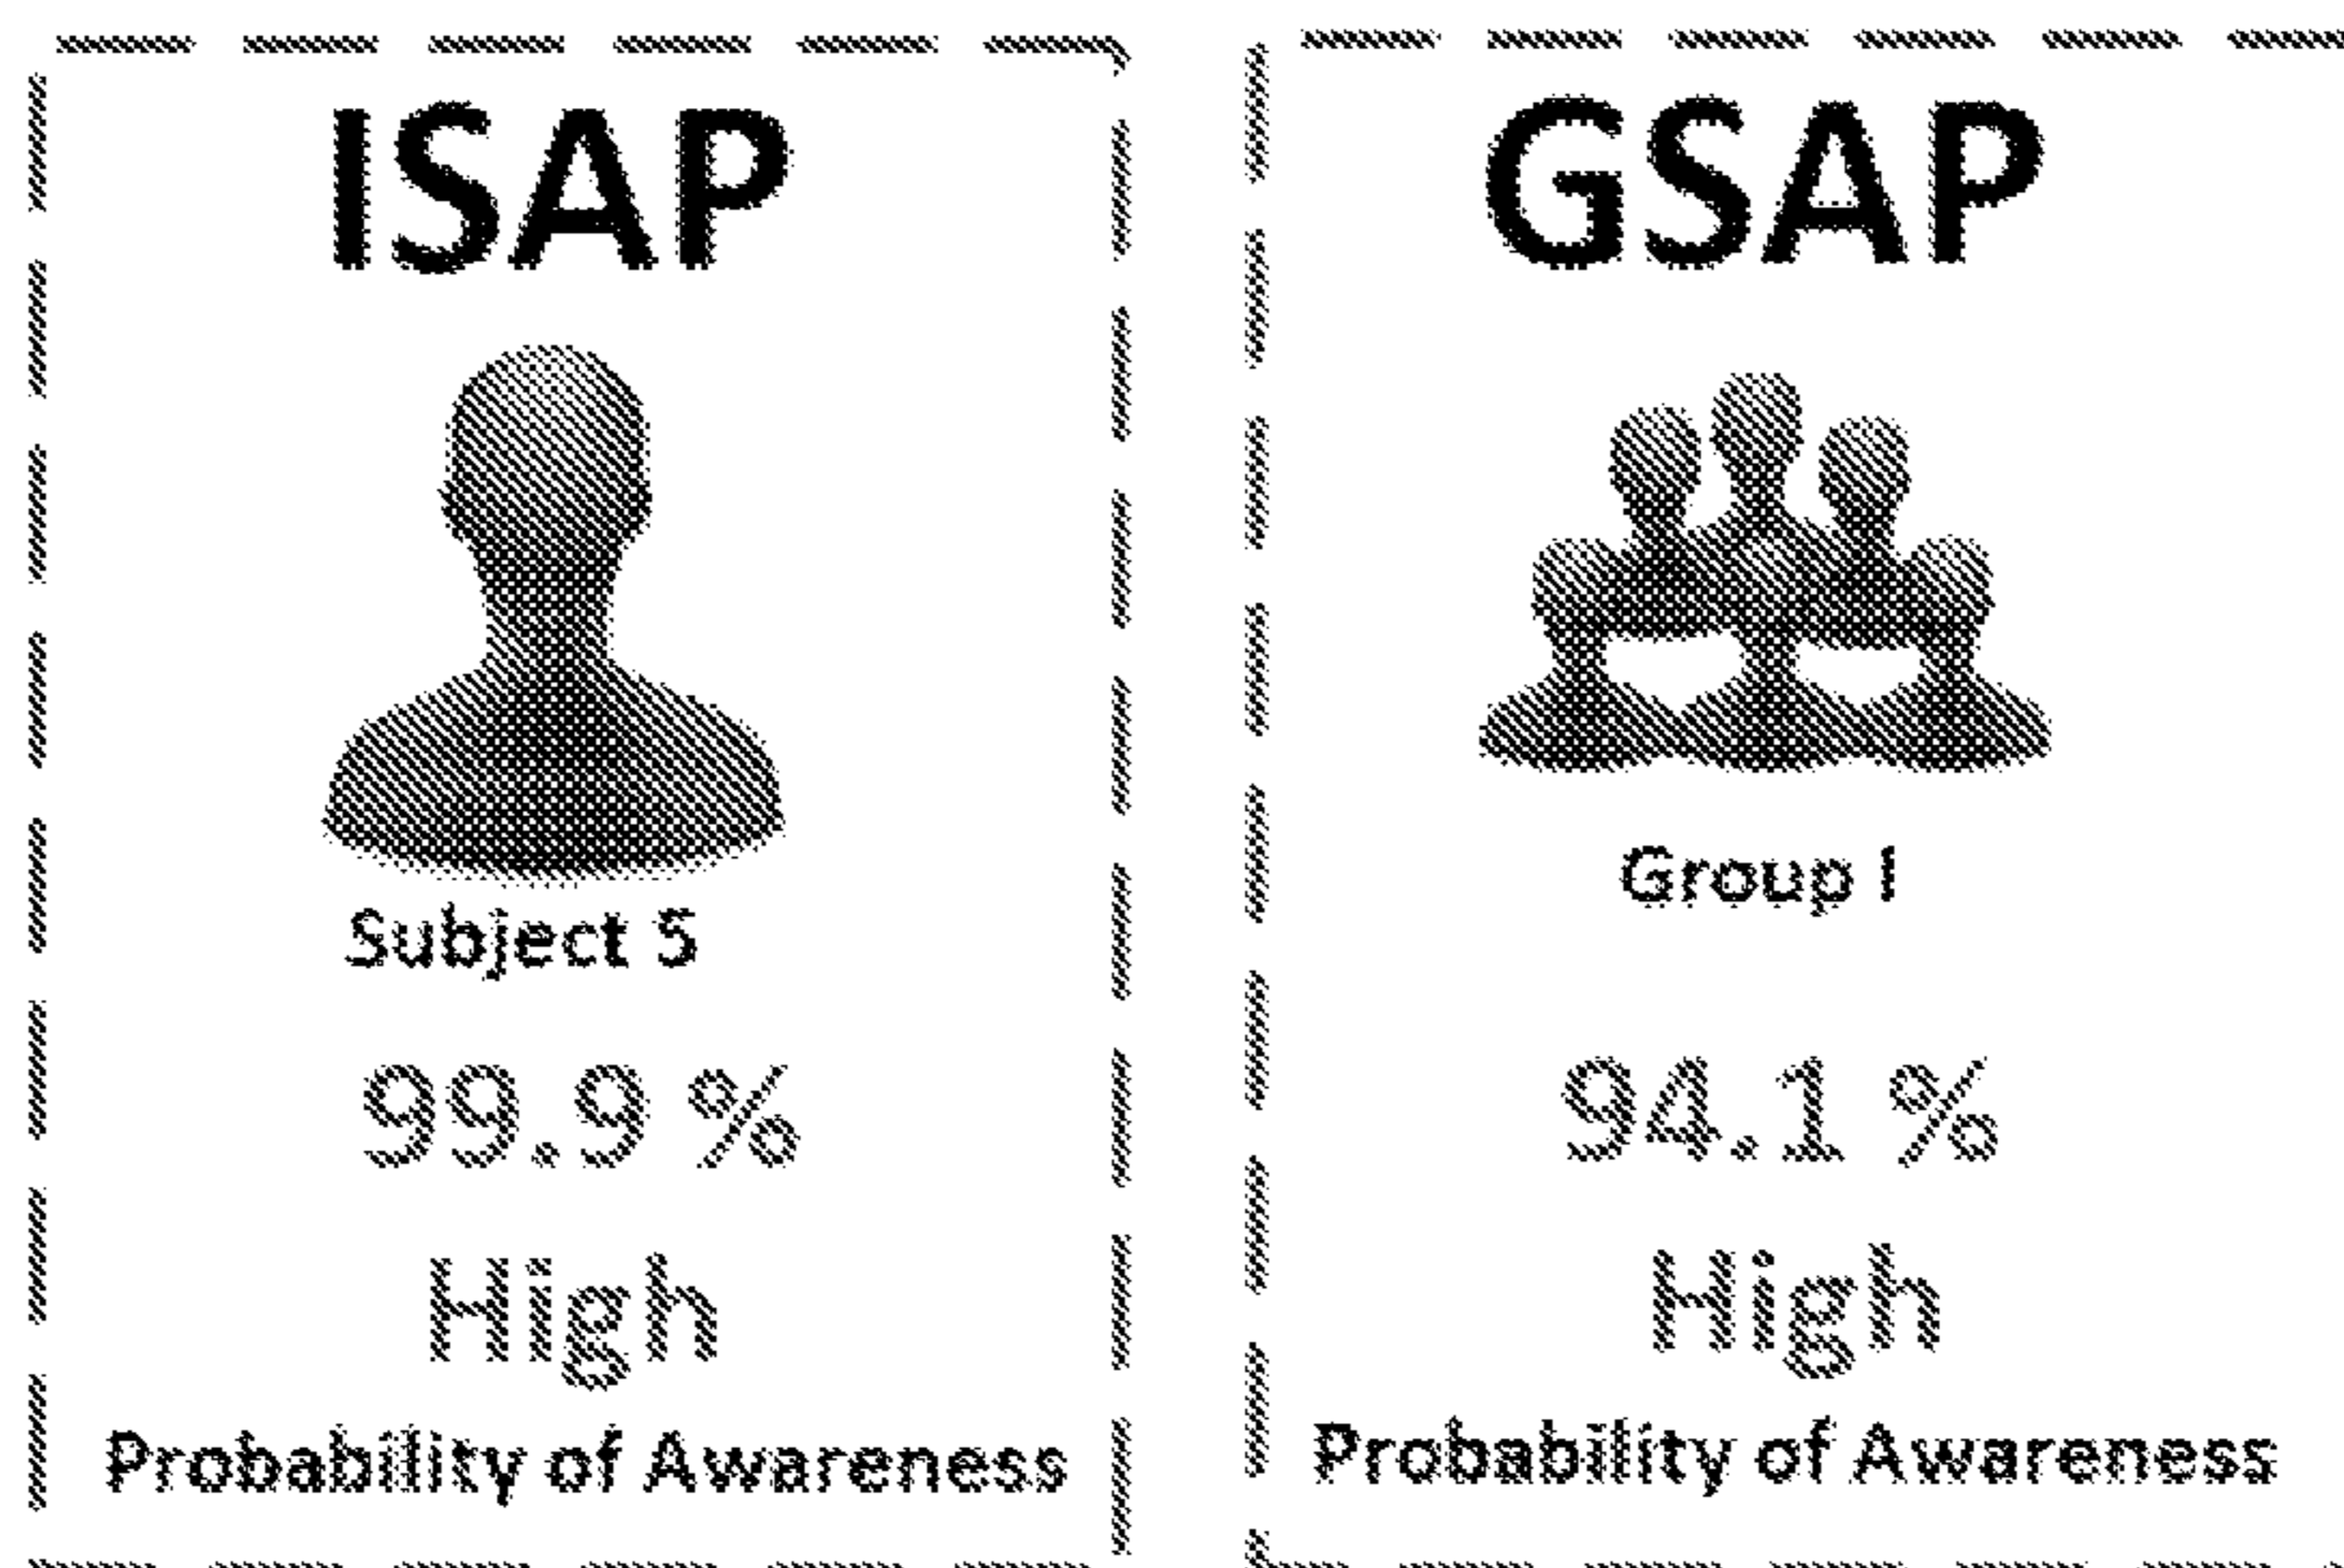 ISAP
Subject 5
99.9 %
High
Probability of Awareness
GSAP
Group I
94.1 %
High
Probability of Awareness